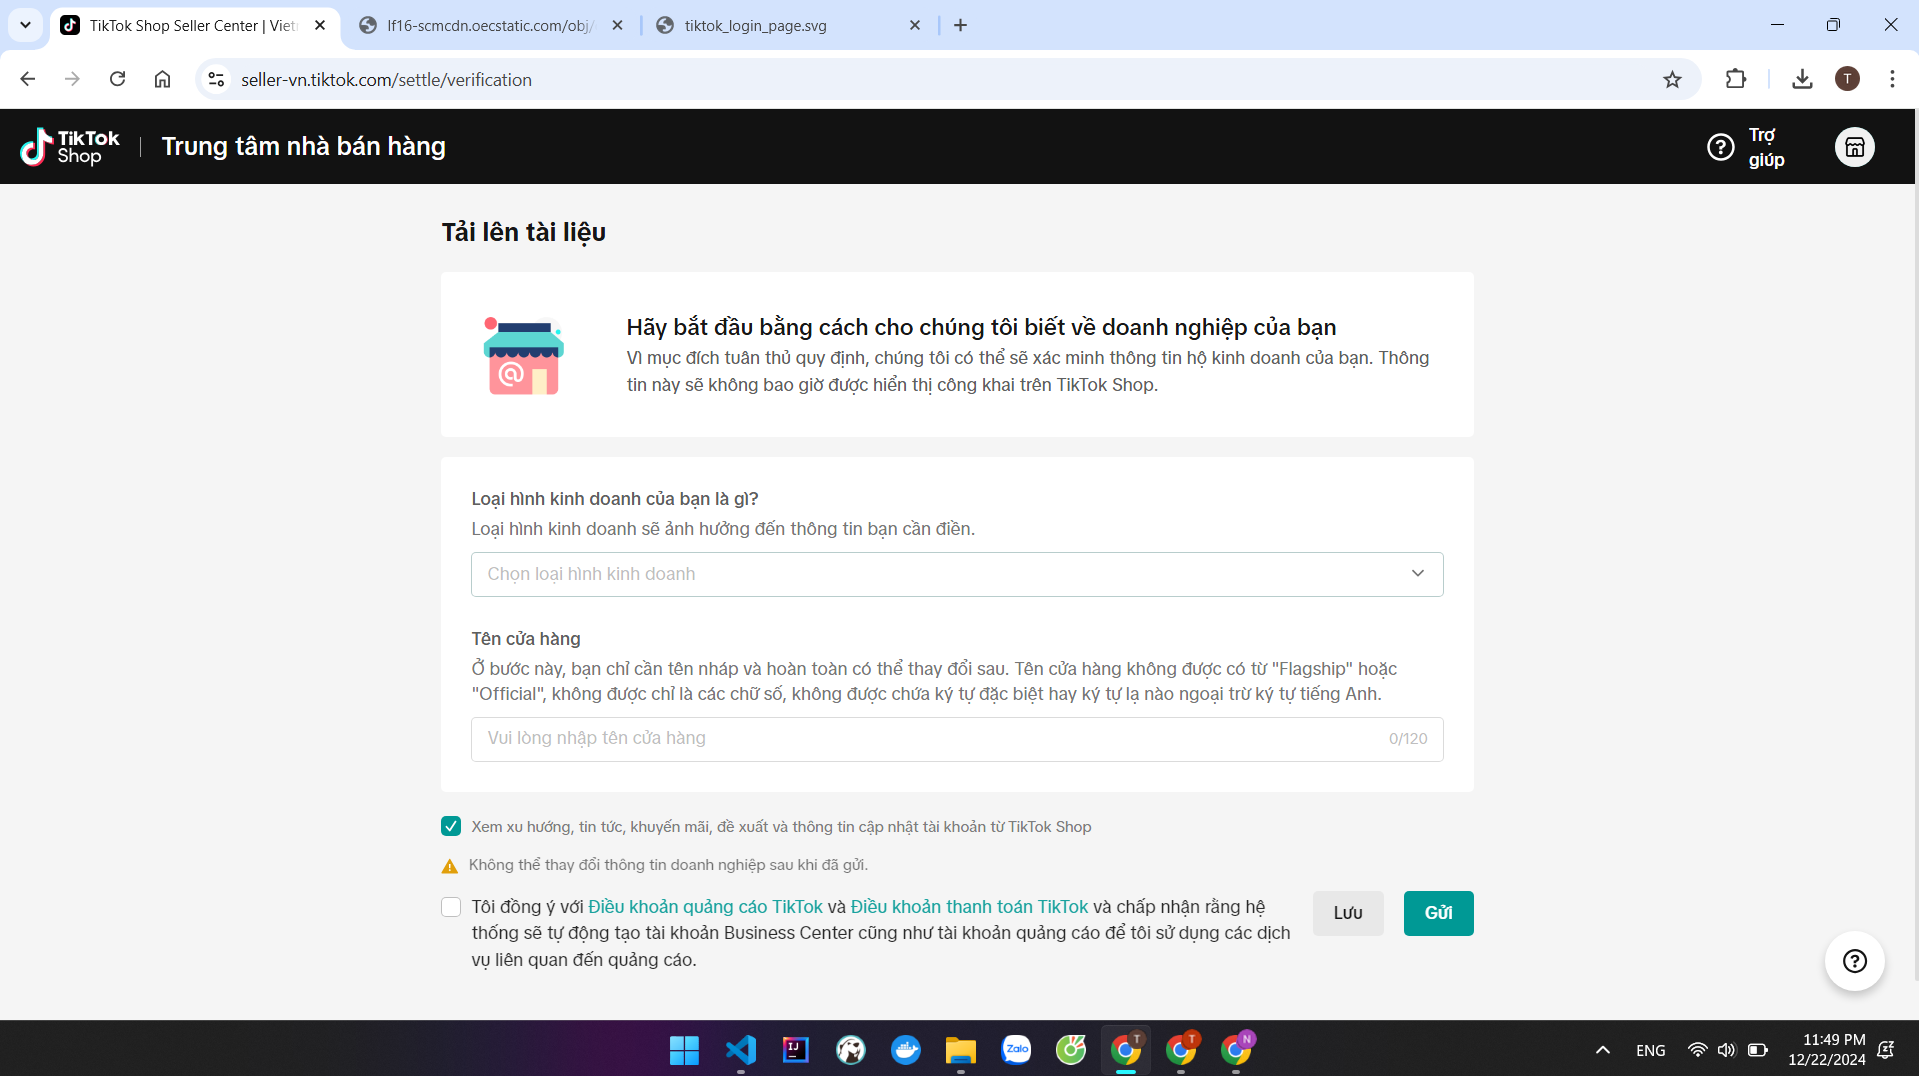 TikTok Shop Seller Center | Viet
lf16-scmcdn.oecstatic.com/obj/
tiktok_login_page.svg
seller-vn.tiktok.com/settle/verification
T
TikTok
Shop
Trung tâm nhà bán hàng
Trợ
giúp
Tải lên tài liệu
Hãy bắt đầu bằng cách cho chúng tôi biết về doanh nghiệp của bạn
Vì mục đích tuân thủ quy định, chúng tôi có thể sẽ xác minh thông tin hộ kinh doanh của bạn. Thông
tin này sẽ không bao giờ được hiển thị công khai trên TikTok Shop.
@
Loại hình kinh doanh của bạn là gì?
Loại hình kinh doanh sẽ ảnh hưởng đến thông tin bạn cần điền.
Chọn loại hình kinh doanh
Tên cửa hàng
Ở bước này, bạn chỉ cần tên nháp và hoàn toàn có thể thay đổi sau. Tên cửa hàng không được có từ "Flagship" hoặc
"Official", không được chỉ là các chữ số, không được chứa ký tự đặc biệt hay ký tự lạ nào ngoại trừ ký tự tiếng Anh.
Vui lòng nhập tên cửa hàng
0/120
Xem xu hướng, tin tức, khuyến mãi, đề xuất và thông tin cập nhật tài khoản từ TikTok Shop
Không thể thay đổi thông tin doanh nghiệp sau khi đã gửi.
Tôi đồng ý với Điều khoản quảng cáo TikTok và Điều khoản thanh toán TikTok và chấp nhận rằng hệ
thống sẽ tự động tạo tài khoản Business Center cũng như tài khoản quảng cáo để tôi sử dụng các dịch
vụ liên quan đến quảng cáo.
Lưu
Gửi
IJ
Zalo
T
T
N
ENG
11:49 PM
12/22/2024